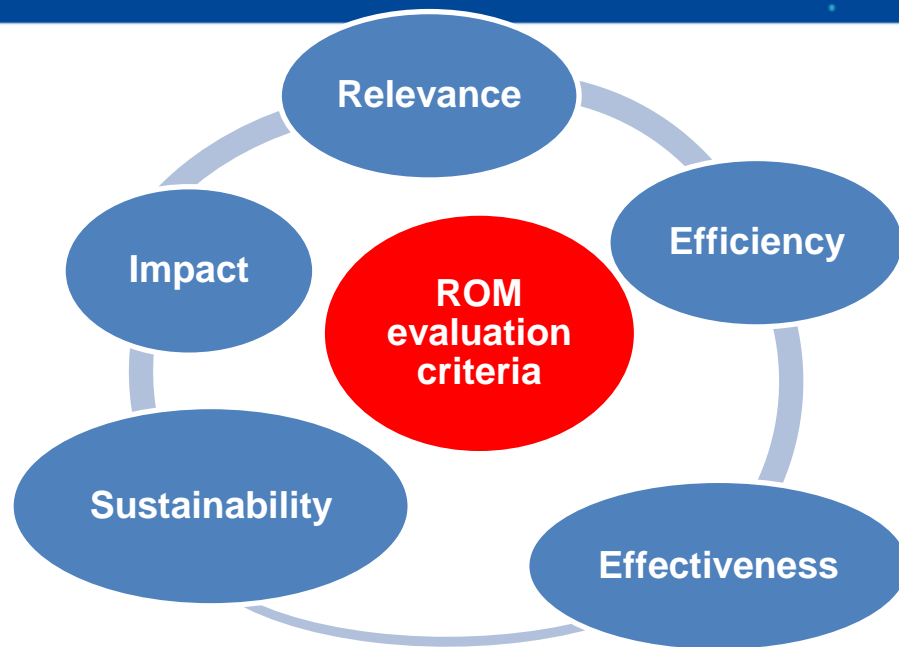 Relevance
Efficiency
Impact
ROM
evaluation
criteria
Sustainability
Effectiveness